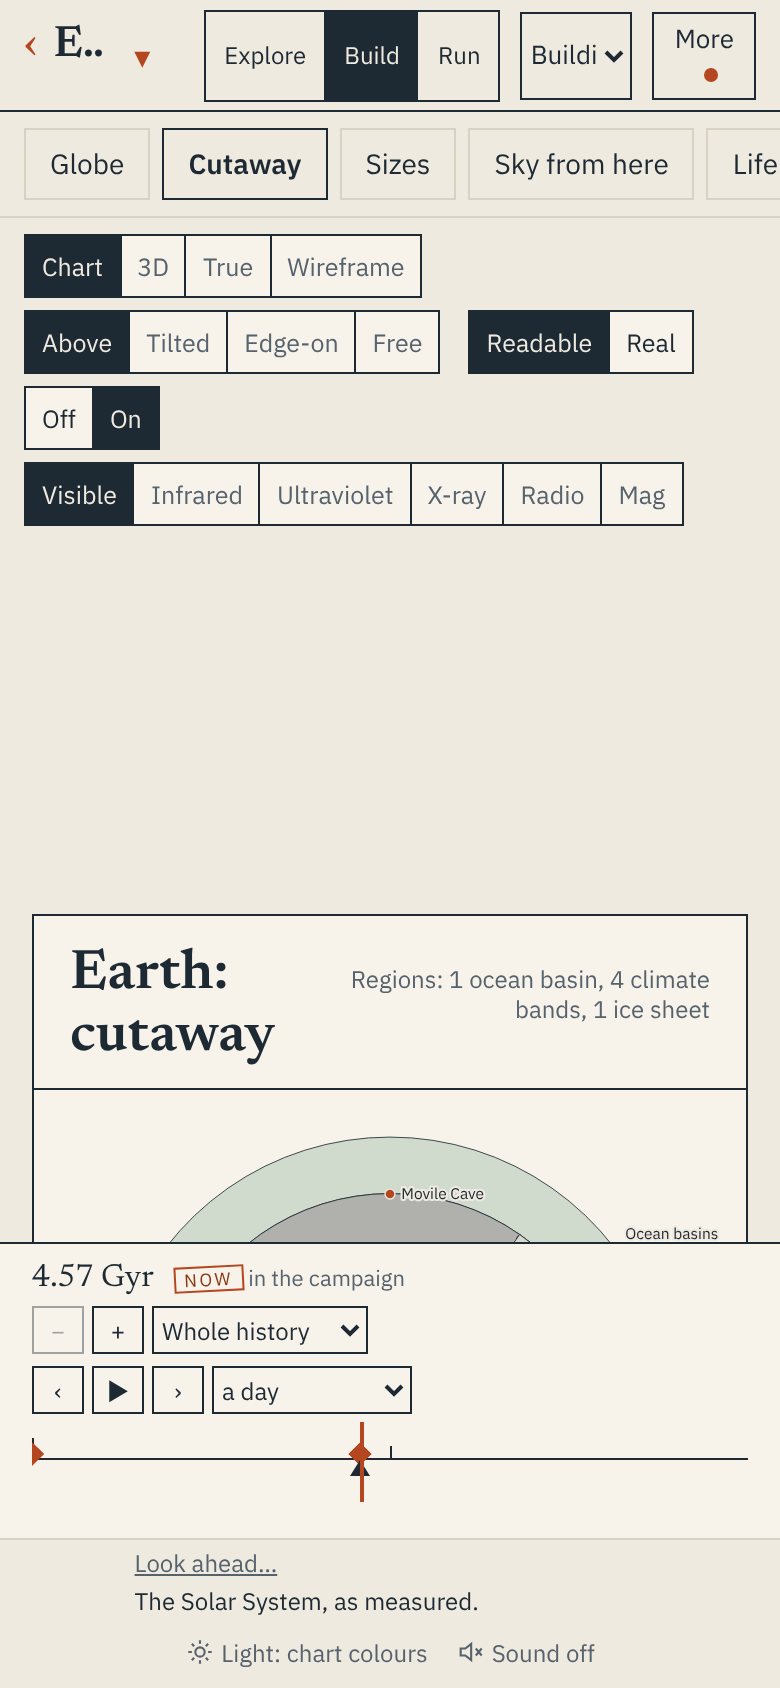 ‹ E.. ▼ Explore Build Run Buildi More
Globe Cutaway Sizes Sky from here Life
Chart 3D True Wireframe
Above Tilted Edge-on Free Readable Real
Off On
Visible Infrared Ultraviolet X-ray Radio Mag
Earth:
cutaway
Regions: 1 ocean basin, 4 climate
bands, 1 ice sheet
Movile Cave
Ocean basins
4.57 Gyr NOW in the campaign
− + Whole history
‹ ▶ › a day
Look ahead...
The Solar System, as measured.
Light: chart colours Sound off